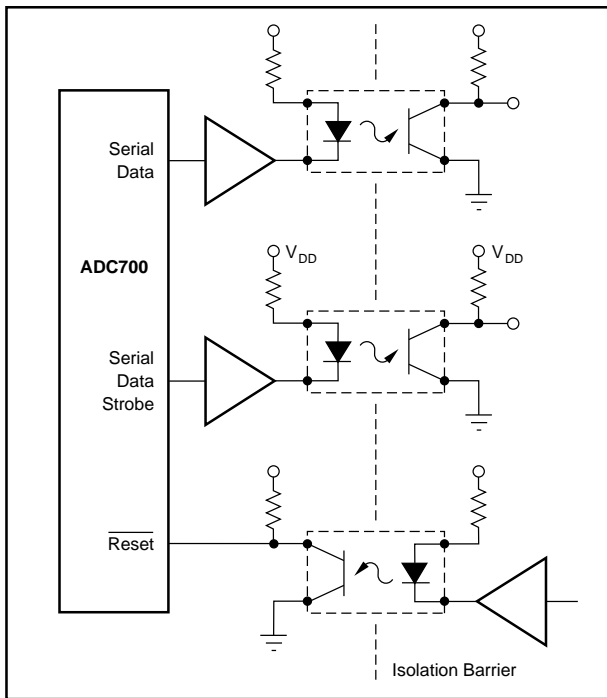 Serial
Data
ADC700
V_DD
V_DD
Serial
Data
Strobe
Reset
Isolation Barrier